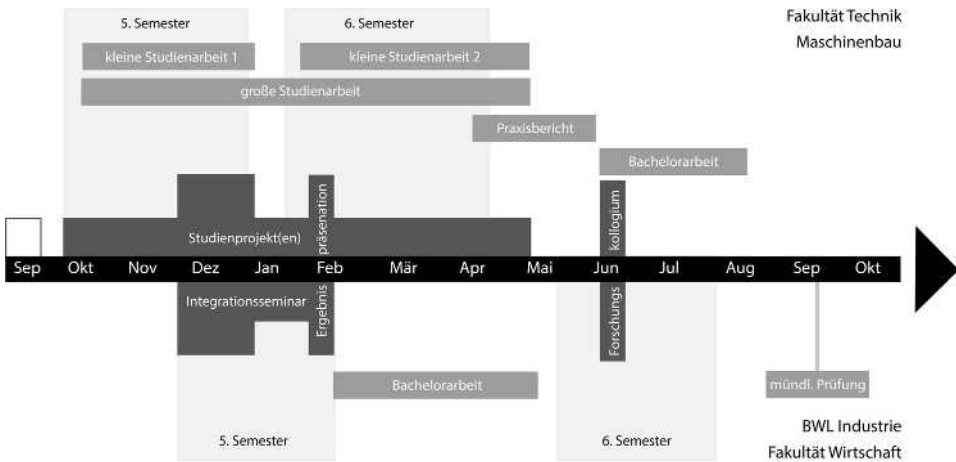 5. Semester
6. Semester
Fakultät Technik
Maschinenbau
kleine Studienarbeit 1
kleine Studienarbeit 2
große Studienarbeit
Praxisbericht
Bachelorarbeit
präsenation
kollogium
Studienprojekt(en)
Sep Okt Nov Dez Jan Feb Mär Apr Mai Jun Jul Aug Sep Okt
Integrationsseminar
Ergebnis
Forschungs
Bachelorarbeit
mündl. Prüfung
5. Semester
6. Semester
BWL Industrie
Fakultät Wirtschaft